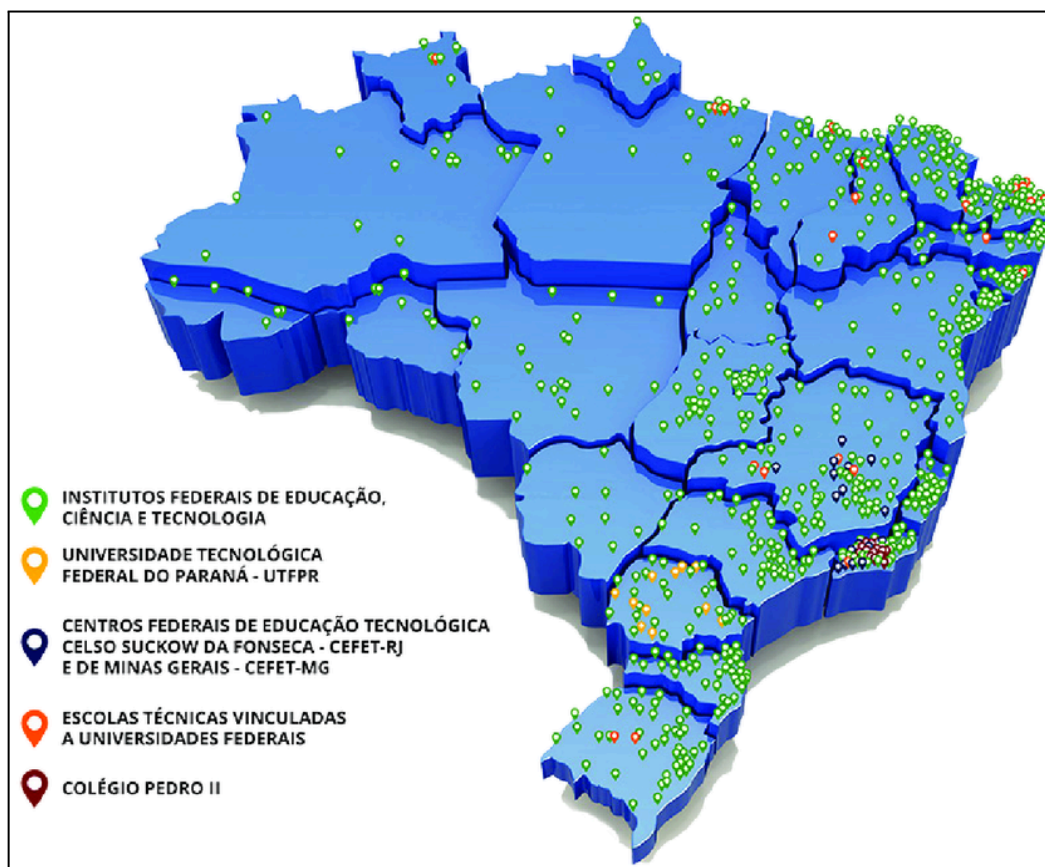 INSTITUTOS FEDERAIS DE EDUCAÇÃO,
CIÊNCIA E TECNOLOGIA
UNIVERSIDADE TECNOLÓGICA
FEDERAL DO PARANÁ - UTFPR
CENTROS FEDERAIS DE EDUCAÇÃO TECNOLÓGICA
CELSO SUCKOW DA FONSECA - CEFET-RJ
E DE MINAS GERAIS - CEFET-MG
ESCOLAS TÉCNICAS VINCULADAS
A UNIVERSIDADES FEDERAIS
COLÉGIO PEDRO II